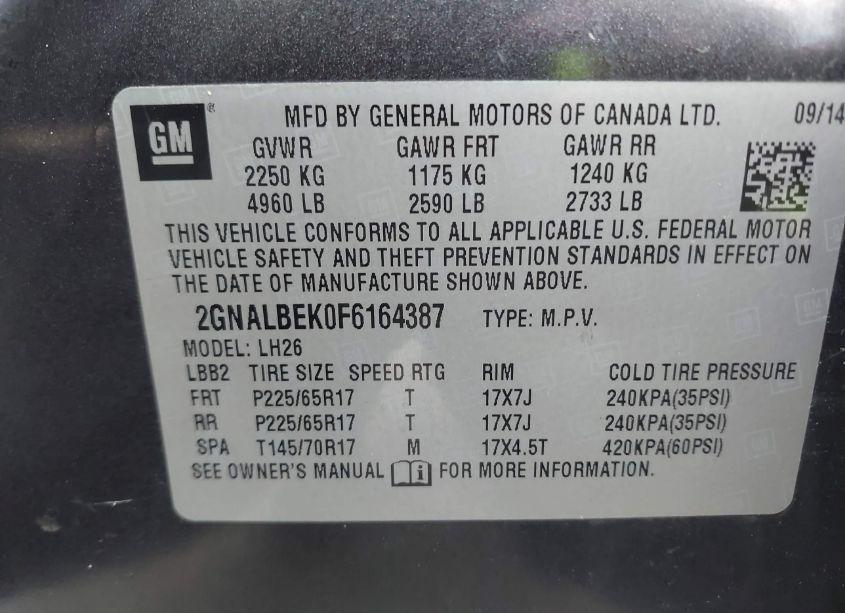 GM ®
MFD BY GENERAL MOTORS OF CANADA LTD. 09/14
GVWR GAWR FRT GAWR RR
2250 KG 1175 KG 1240 KG
4960 LB 2590 LB 2733 LB
THIS VEHICLE CONFORMS TO ALL APPLICABLE U.S. FEDERAL MOTOR
VEHICLE SAFETY AND THEFT PREVENTION STANDARDS IN EFFECT ON
THE DATE OF MANUFACTURE SHOWN ABOVE.
2GNALBEK0F6164387 TYPE: M.P.V.
MODEL: LH26
LBB2 TIRE SIZE SPEED RTG RIM COLD TIRE PRESSURE
FRT P225/65R17 T 17X7J 240KPA(35PSI)
RR P225/65R17 T 17X7J 240KPA(35PSI)
SPA T145/70R17 M 17X4.5T 420KPA(60PSI)
SEE OWNER'S MANUAL i FOR MORE INFORMATION.